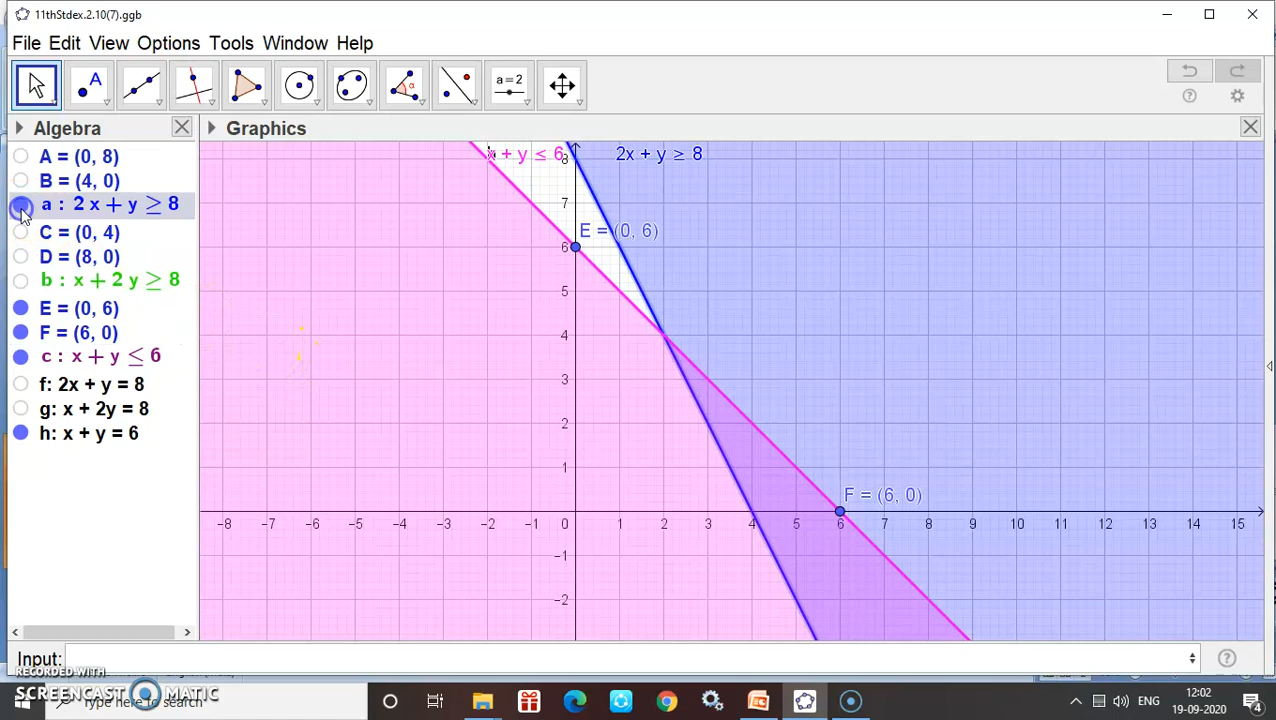 11thStdex.2.10(7).ggb
File Edit View Options Tools Window Help
A
α
a=2
Algebra
Graphics
A = (0, 8)
B = (4, 0)
a : 2 x + y ≥ 8
C = (0, 4)
D = (8, 0)
b : x + 2 y ≥ 8
E = (0, 6)
F = (6, 0)
c : x + y ≤ 6
f: 2x + y = 8
g: x + 2y = 8
h: x + y = 6
x + y ≤ 6
2x + y ≥ 8
8
7
E = (0, 6)
6
5
4
3
2
1
F = (6, 0)
-8 -7 -6 -5 -4 -3 -2 -1 0 1 2 3 4 5 6 7 8 9 10 11 12 13 14 15
-1
-2
Input:
RECORDED WITH
SCREENCAST MATIC
Type here to search
ENG
12:02
19-09-2020
4